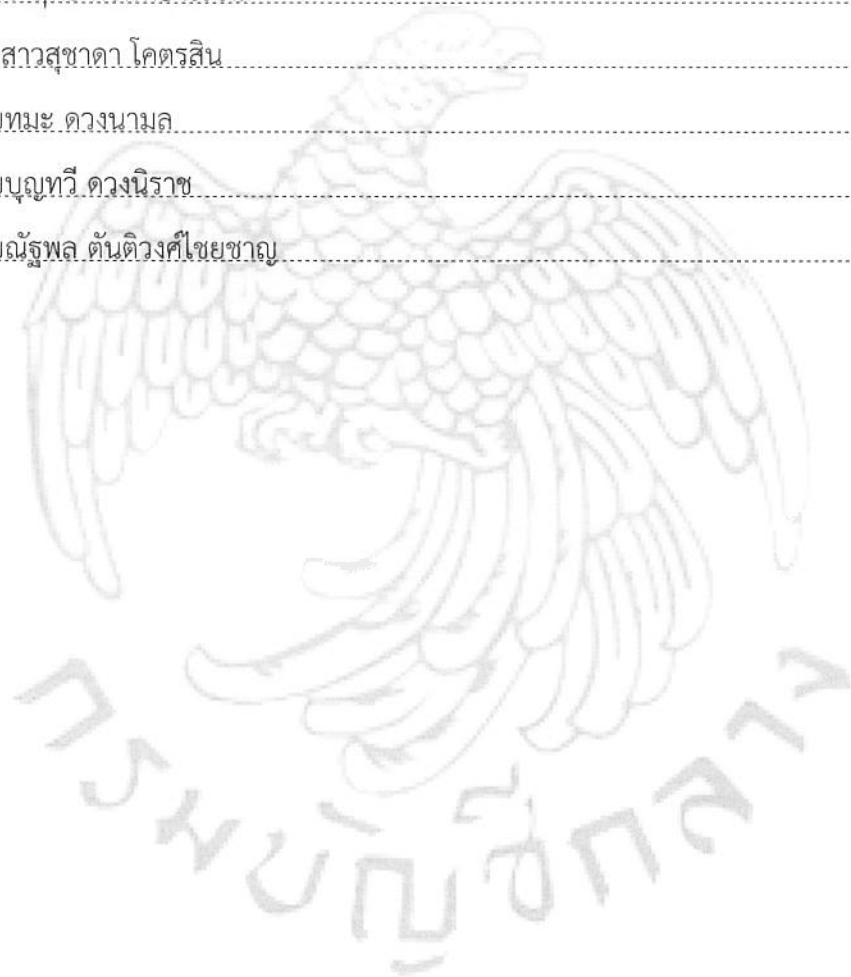 สาวสุชาดา โคตรสิน
ทมะ ดวงนามล
บุญทวี ดวงนิราช
ณัฐพล ตันติวงศ์ไชยชาญ
กรมบัญชีกลาง